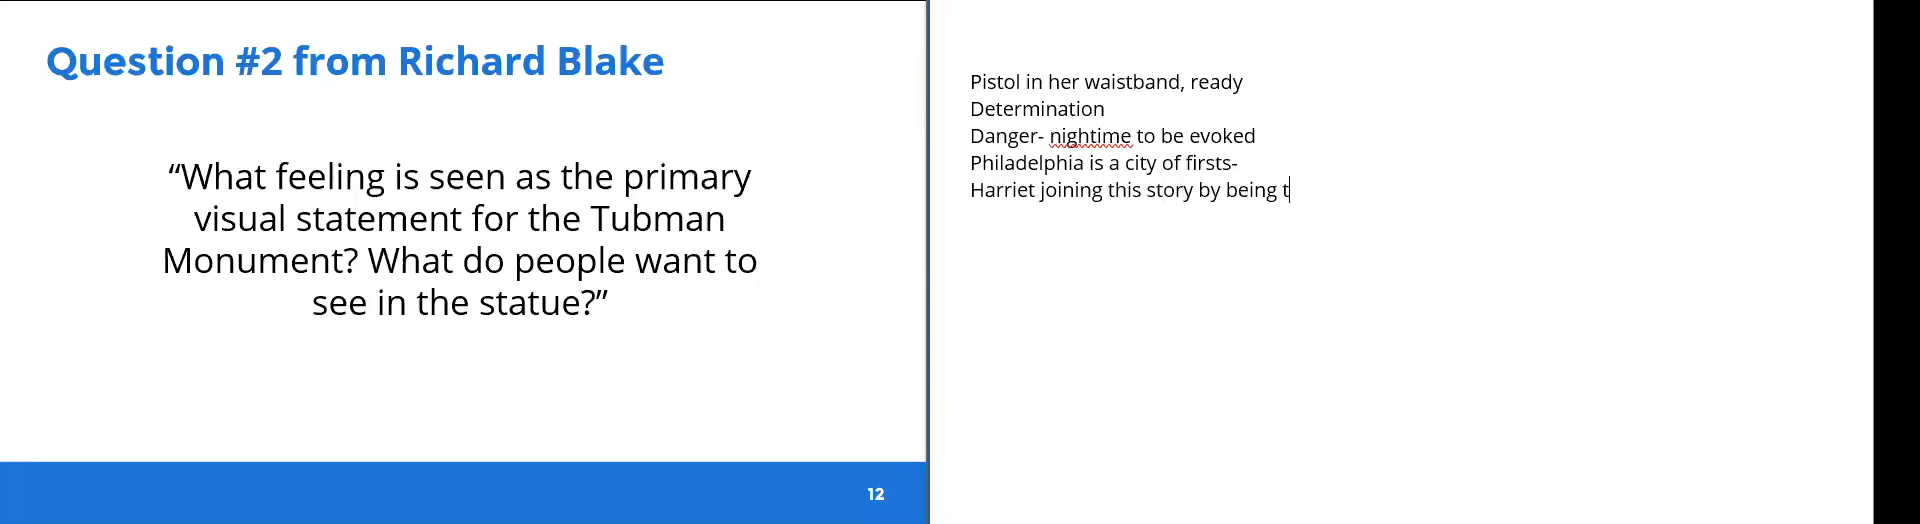 Question #2 from Richard Blake
“What feeling is seen as the primary
visual statement for the Tubman
Monument? What do people want to
see in the statue?”
12
Pistol in her waistband, ready
Determination
Danger- nightime to be evoked
Philadelphia is a city of firsts-
Harriet joining this story by being t